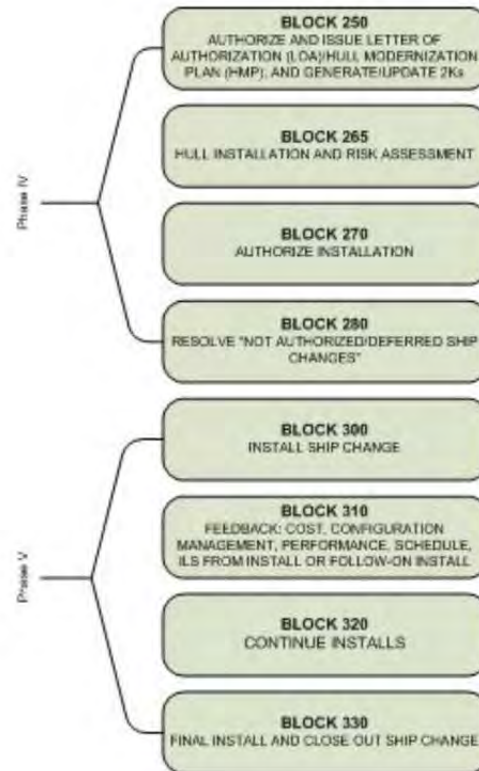 BLOCK 250
AUTHORIZE AND ISSUE LETTER OF
AUTHORIZATION (LOA)/HULL MODERNIZATION
PLAN (HMP), AND GENERATE/UPDATE 2Ks
BLOCK 265
HULL INSTALLATION AND RISK ASSESSMENT
Phase IV
BLOCK 270
AUTHORIZE INSTALLATION
BLOCK 280
RESOLVE "NOT AUTHORIZED/DEFERRED SHIP
CHANGES"
BLOCK 300
INSTALL SHIP CHANGE
BLOCK 310
FEEDBACK: COST, CONFIGURATION
MANAGEMENT, PERFORMANCE, SCHEDULE,
ILS FROM INSTALL OR FOLLOW-ON INSTALL
Phase V
BLOCK 320
CONTINUE INSTALLS
BLOCK 330
FINAL INSTALL AND CLOSE OUT SHIP CHANGE